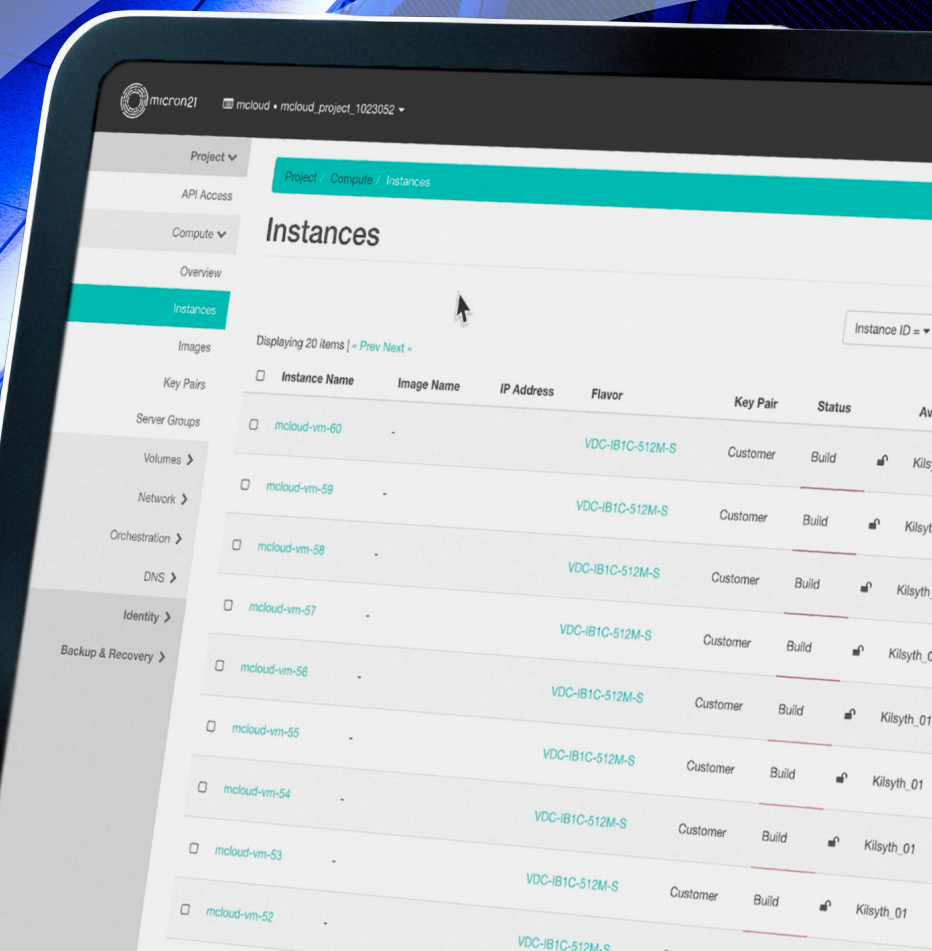 micron21
mcloud • mcloud_project_1023052
Project
API Access
Compute
Overview
Instances
Images
Key Pairs
Server Groups
Volumes
Network
Orchestration
DNS
Identity
Backup & Recovery
Project / Compute / Instances
Instances
Instance ID =
Displaying 20 items | « Prev Next »
Instance Name Image Name IP Address Flavor Key Pair Status
mcloud-vm-60 - VDC-IB1C-512M-S Customer Build
mcloud-vm-59 - VDC-IB1C-512M-S Customer Build
mcloud-vm-58 - VDC-IB1C-512M-S Customer Build
mcloud-vm-57 - VDC-IB1C-512M-S Customer Build
mcloud-vm-56 - VDC-IB1C-512M-S Customer Build Kilsyth_01
mcloud-vm-55 - VDC-IB1C-512M-S Customer Build Kilsyth_01
mcloud-vm-54 - VDC-IB1C-512M-S Customer Build Kilsyth_01
mcloud-vm-53 - VDC-IB1C-512M-S Customer Build Kilsyth_01
mcloud-vm-52 - VDC-IB1C-512M-S